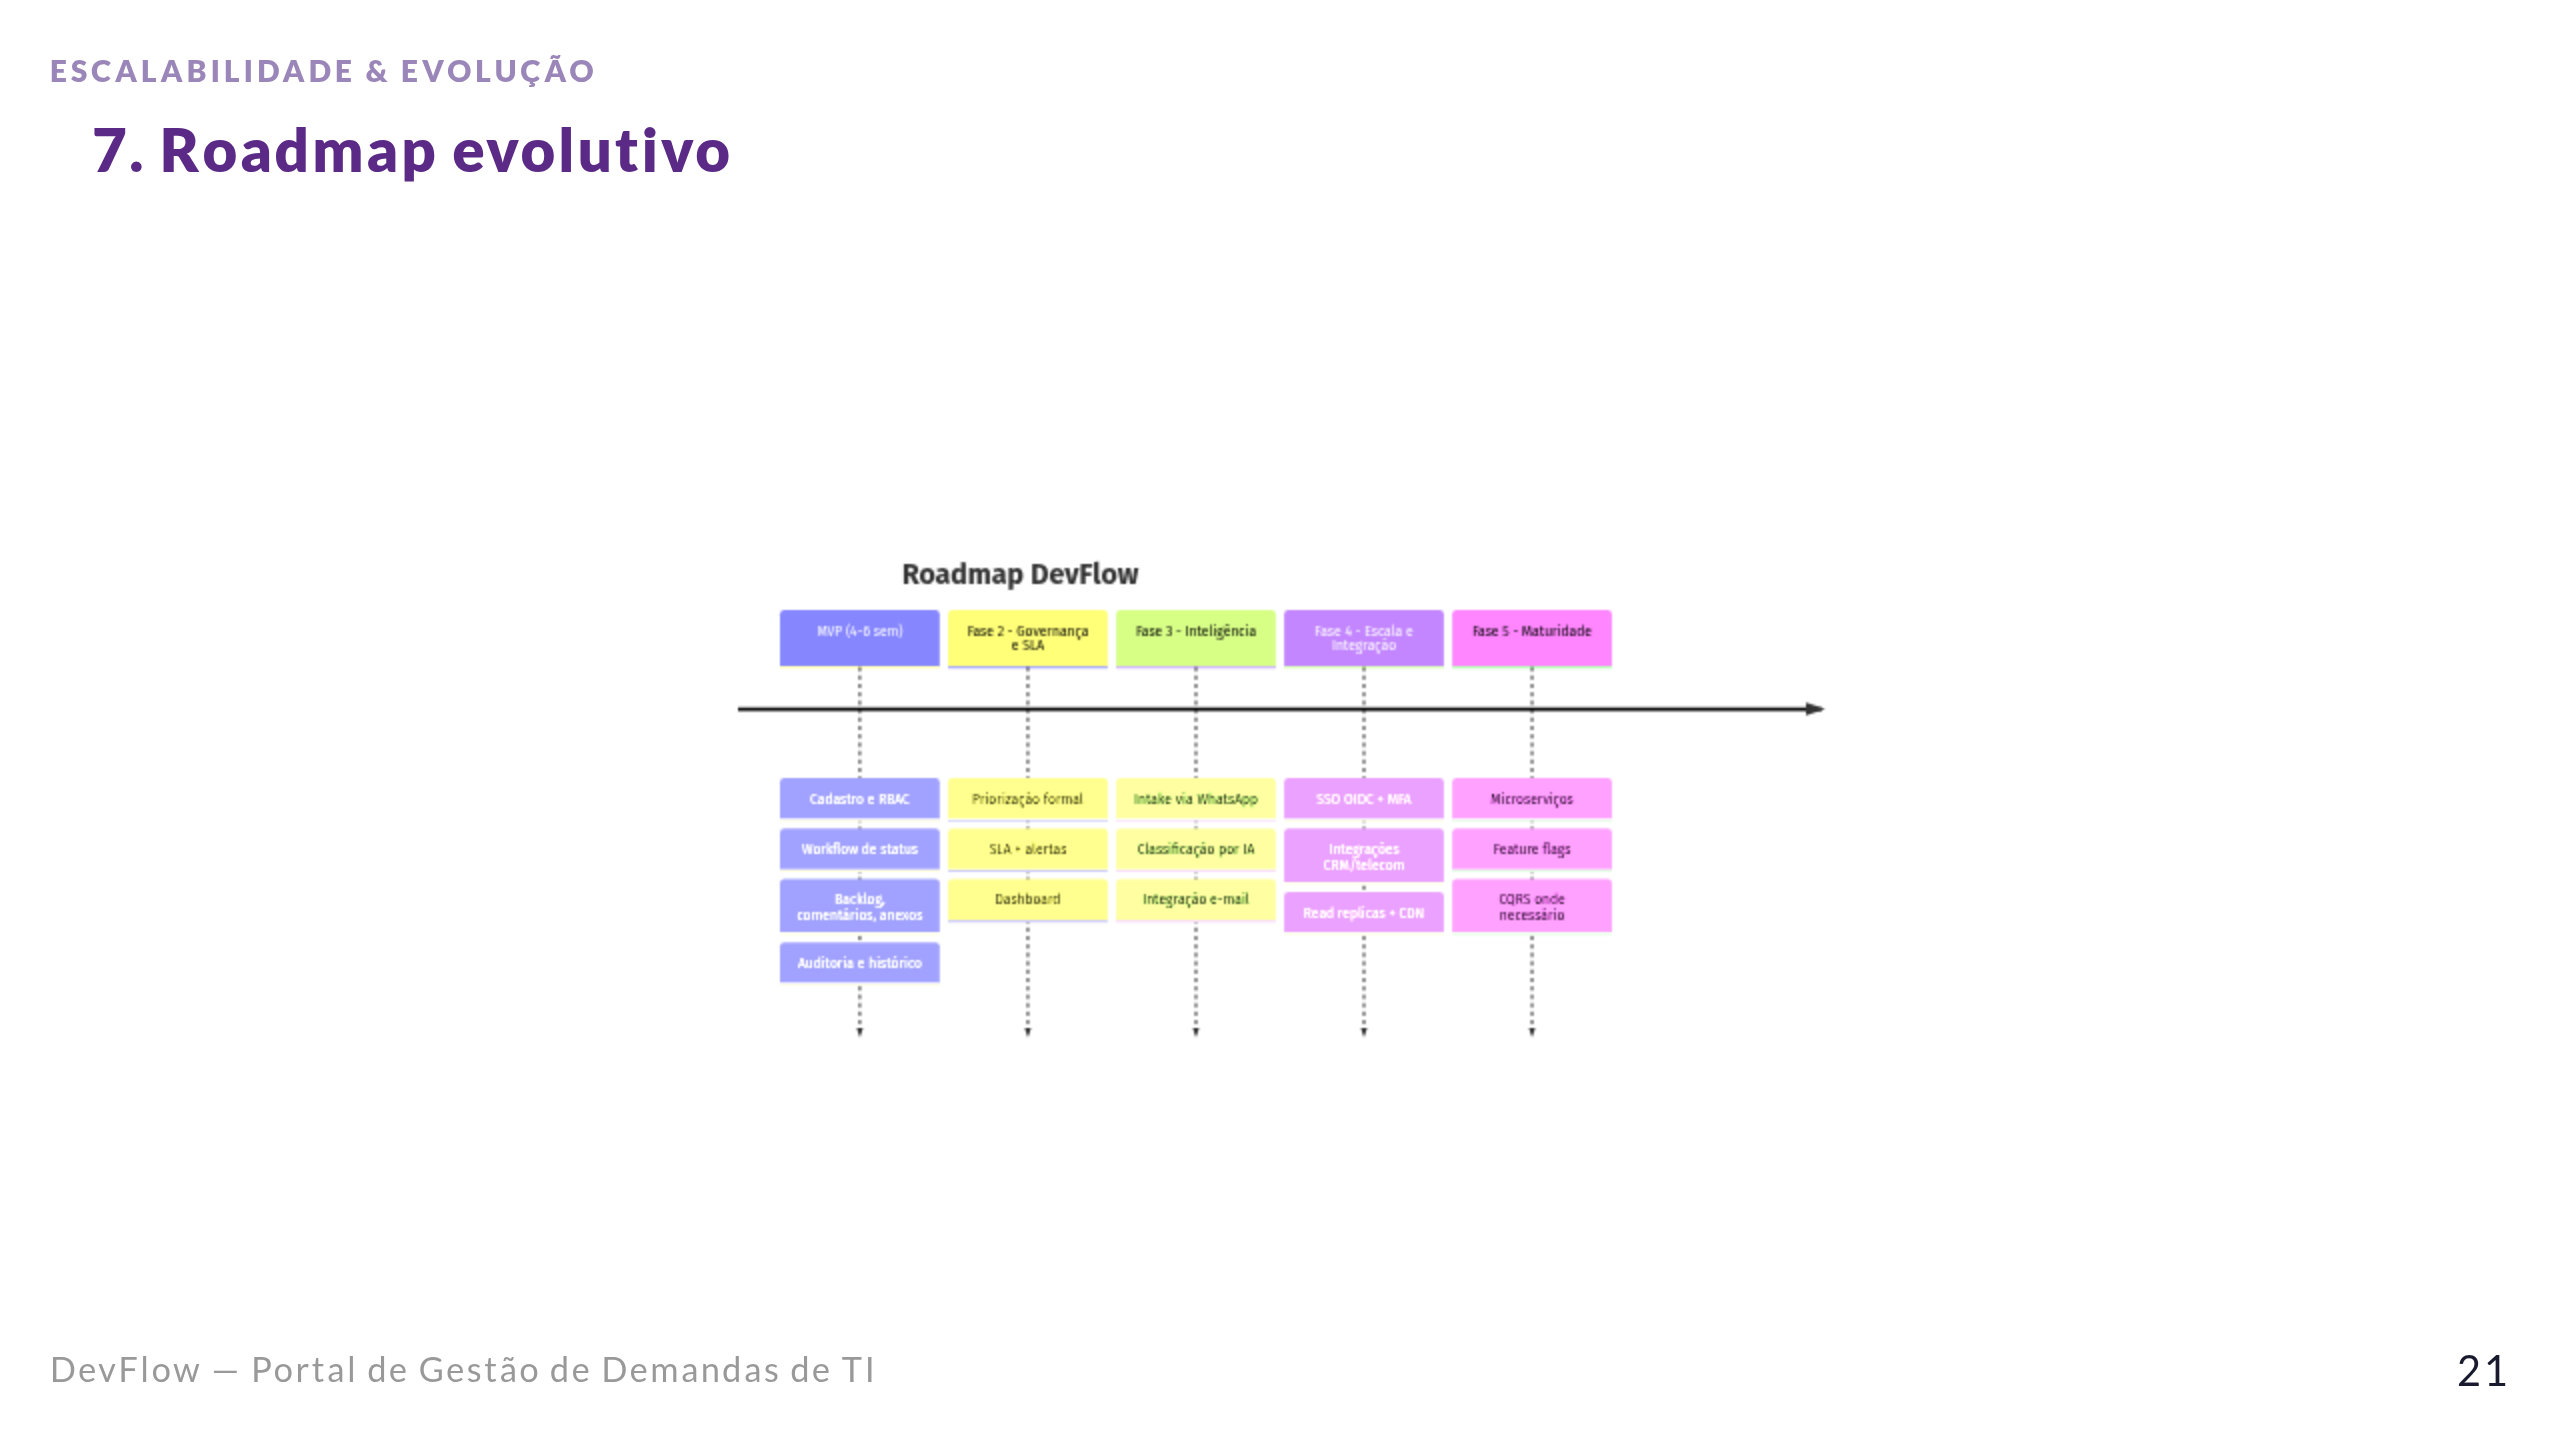 ESCALABILIDADE & EVOLUÇÃO
7. Roadmap evolutivo
Roadmap DevFlow
MVP (4-6 sem)
Fase 2 - Governança
e SLA
Fase 3 - Inteligência
Fase 4 - Escala e
Integração
Fase 5 - Maturidade
Cadastro e RBAC
Workflow de status
Backlog,
comentários, anexos
Auditoria e histórico
Priorização formal
SLA + alertas
Dashboard
Intake via WhatsApp
Classificação por IA
Integração e-mail
SSO OIDC + MFA
Integrações
CRM/telecom
Read replicas + CDN
Microserviços
Feature flags
CQRS onde
necessário
DevFlow — Portal de Gestão de Demandas de TI
21